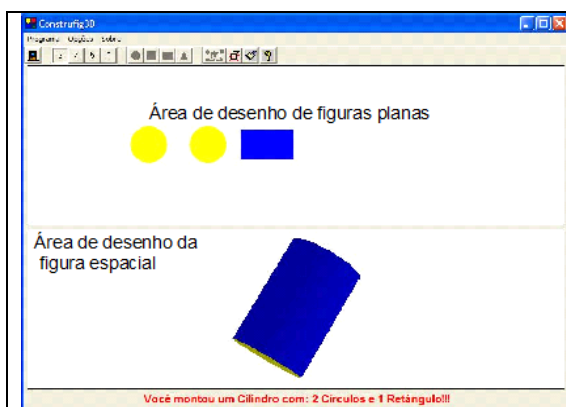 Construfig3D
Programa Opções Sobre
Área de desenho de figuras planas
Área de desenho da
figura espacial
Você montou um Cilindro com: 2 Círculos e 1 Retângulo!!!